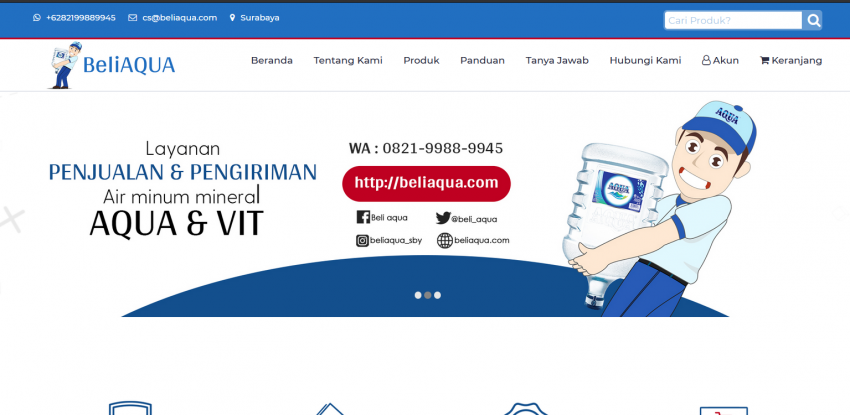 +6282199889945 cs@beliaqua.com Surabaya
Cari Produk?
BeliAQUA
Beranda Tentang Kami Produk Panduan Tanya Jawab Hubungi Kami Akun Keranjang
Layanan
PENJUALAN & PENGIRIMAN
Air minum mineral
AQUA & VIT
WA : 0821-9988-9945
http://beliaqua.com
Beli aqua @beli_aqua
beliaqua_sby beliaqua.com
AQUA
AQUA